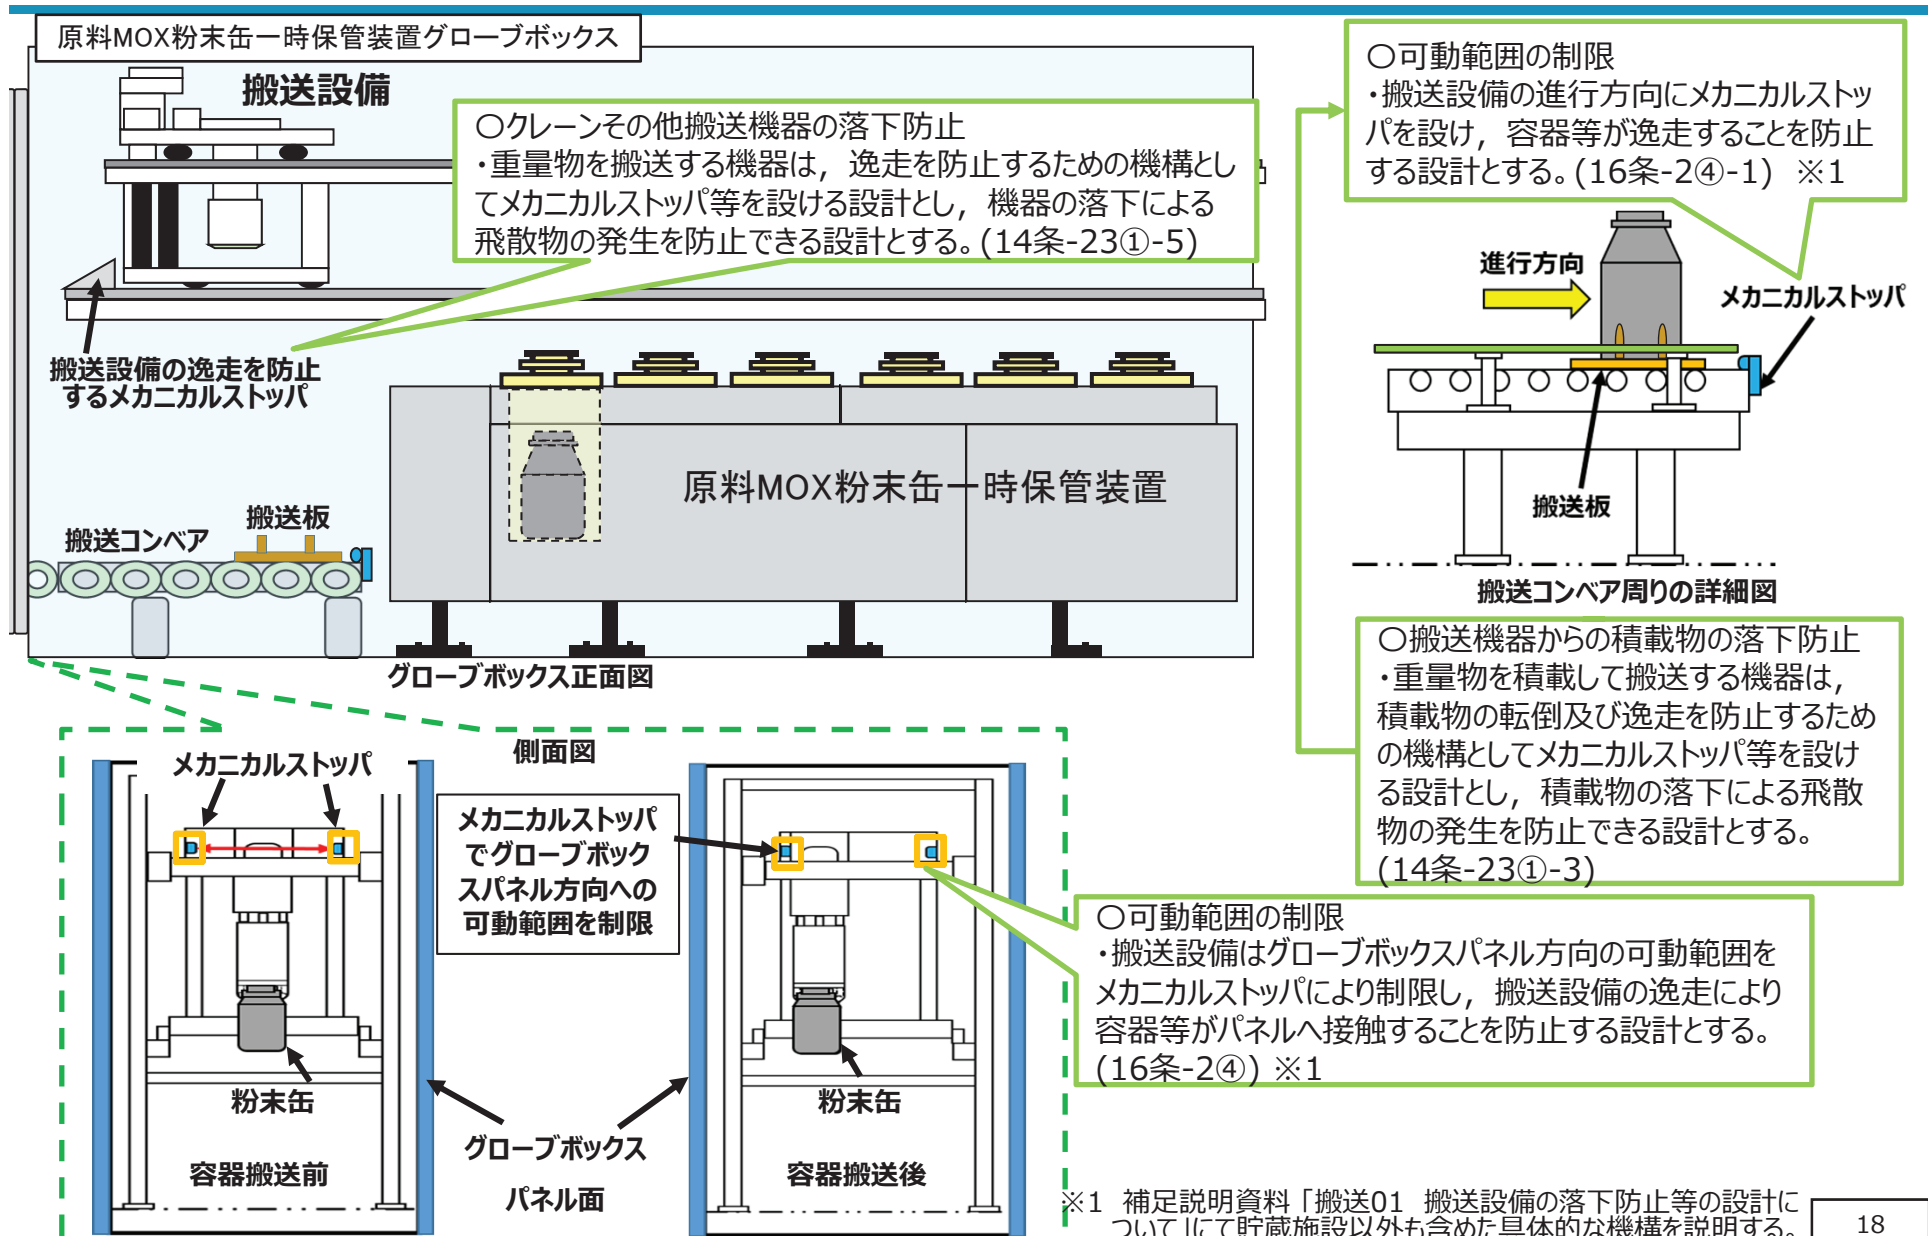 原料MOX粉末缶一時保管装置グローブボックス
搬送設備
〇クレーンその他搬送機器の落下防止
・重量物を搬送する機器は，逸走を防止するための機構とし
てメカニカルストッパ等を設ける設計とし，機器の落下による
飛散物の発生を防止できる設計とする。(14条-23①-5)
搬送設備の逸走を防止
するメカニカルストッパ
原料MOX粉末缶一時保管装置
搬送コンベア
搬送板
グローブボックス正面図
〇可動範囲の制限
・搬送設備の進行方向にメカニカルストッ
パを設け，容器等が逸走することを防止
する設計とする。(16条-2④-1) ※1
進行方向
メカニカルストッパ
搬送板
搬送コンベア周りの詳細図
〇搬送機器からの積載物の落下防止
・重量物を積載して搬送する機器は，
積載物の転倒及び逸走を防止するため
の機構としてメカニカルストッパ等を設け
る設計とし，積載物の落下による飛散
物の発生を防止できる設計とする。
(14条-23①-3)
側面図
メカニカルストッパ
メカニカルストッパ
でグローブボック
スパネル方向への
可動範囲を制限
粉末缶
容器搬送前
グローブボックス
パネル面
粉末缶
容器搬送後
〇可動範囲の制限
・搬送設備はグローブボックスパネル方向の可動範囲を
メカニカルストッパにより制限し，搬送設備の逸走により
容器等がパネルへ接触することを防止する設計とする。
(16条-2④) ※1
※1 補足説明資料「搬送01 搬送設備の落下防止等の設計に
ついて」にて貯蔵施設以外も含めた具体的な機構を説明する。
18